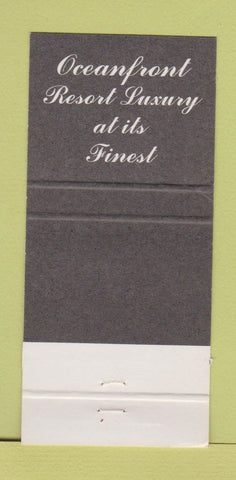 Oceanfront
Resort Luxury
at its
Finest